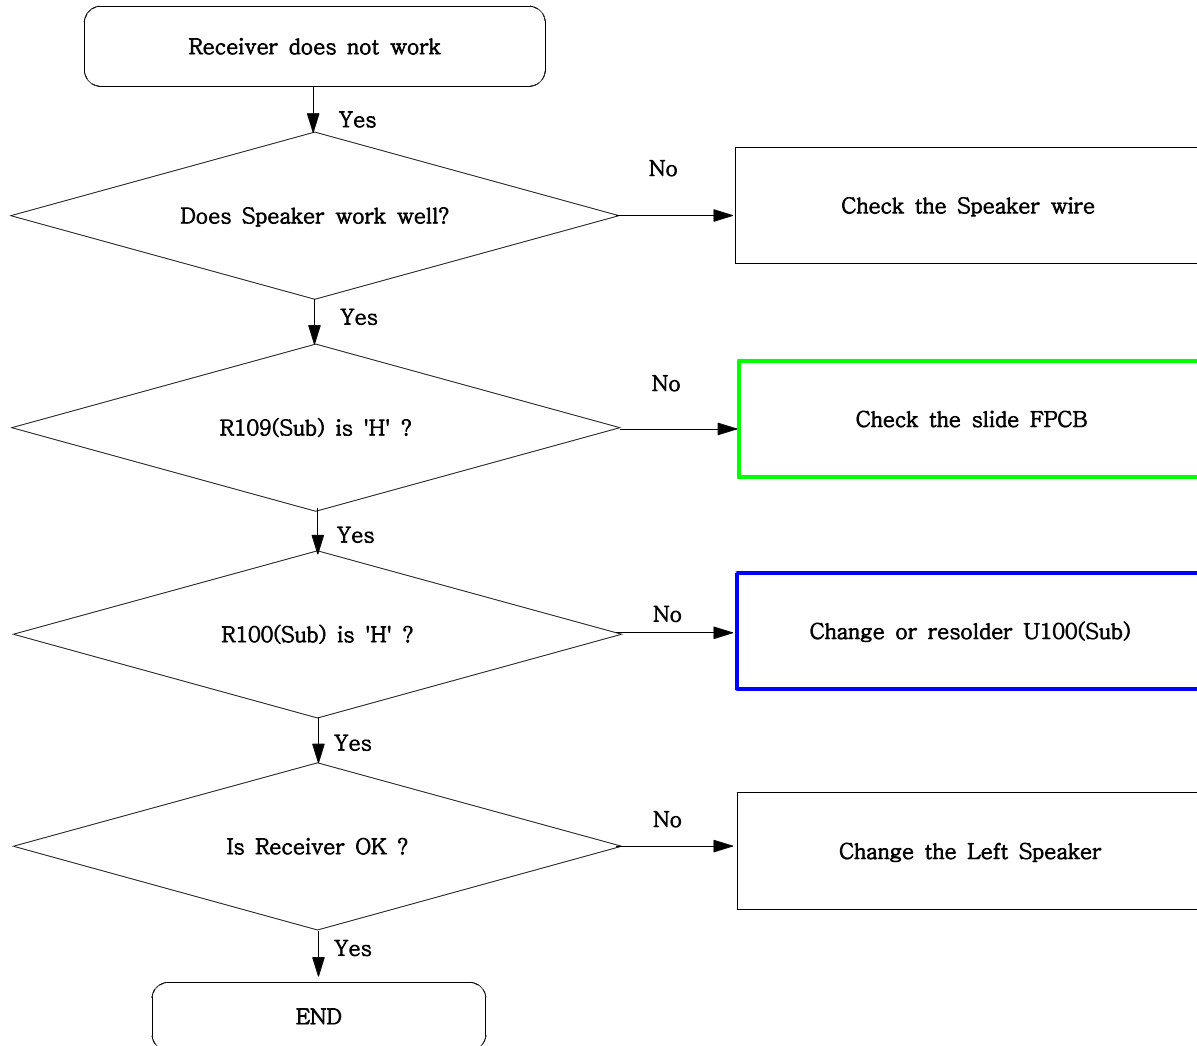 Receiver does not work
Yes
No
Does Speaker work well?
Check the Speaker wire
Yes
No
R109(Sub) is 'H' ?
Check the slide FPCB
Yes
No
R100(Sub) is 'H' ?
Change or resolder U100(Sub)
Yes
No
Is Receiver OK ?
Change the Left Speaker
Yes
END